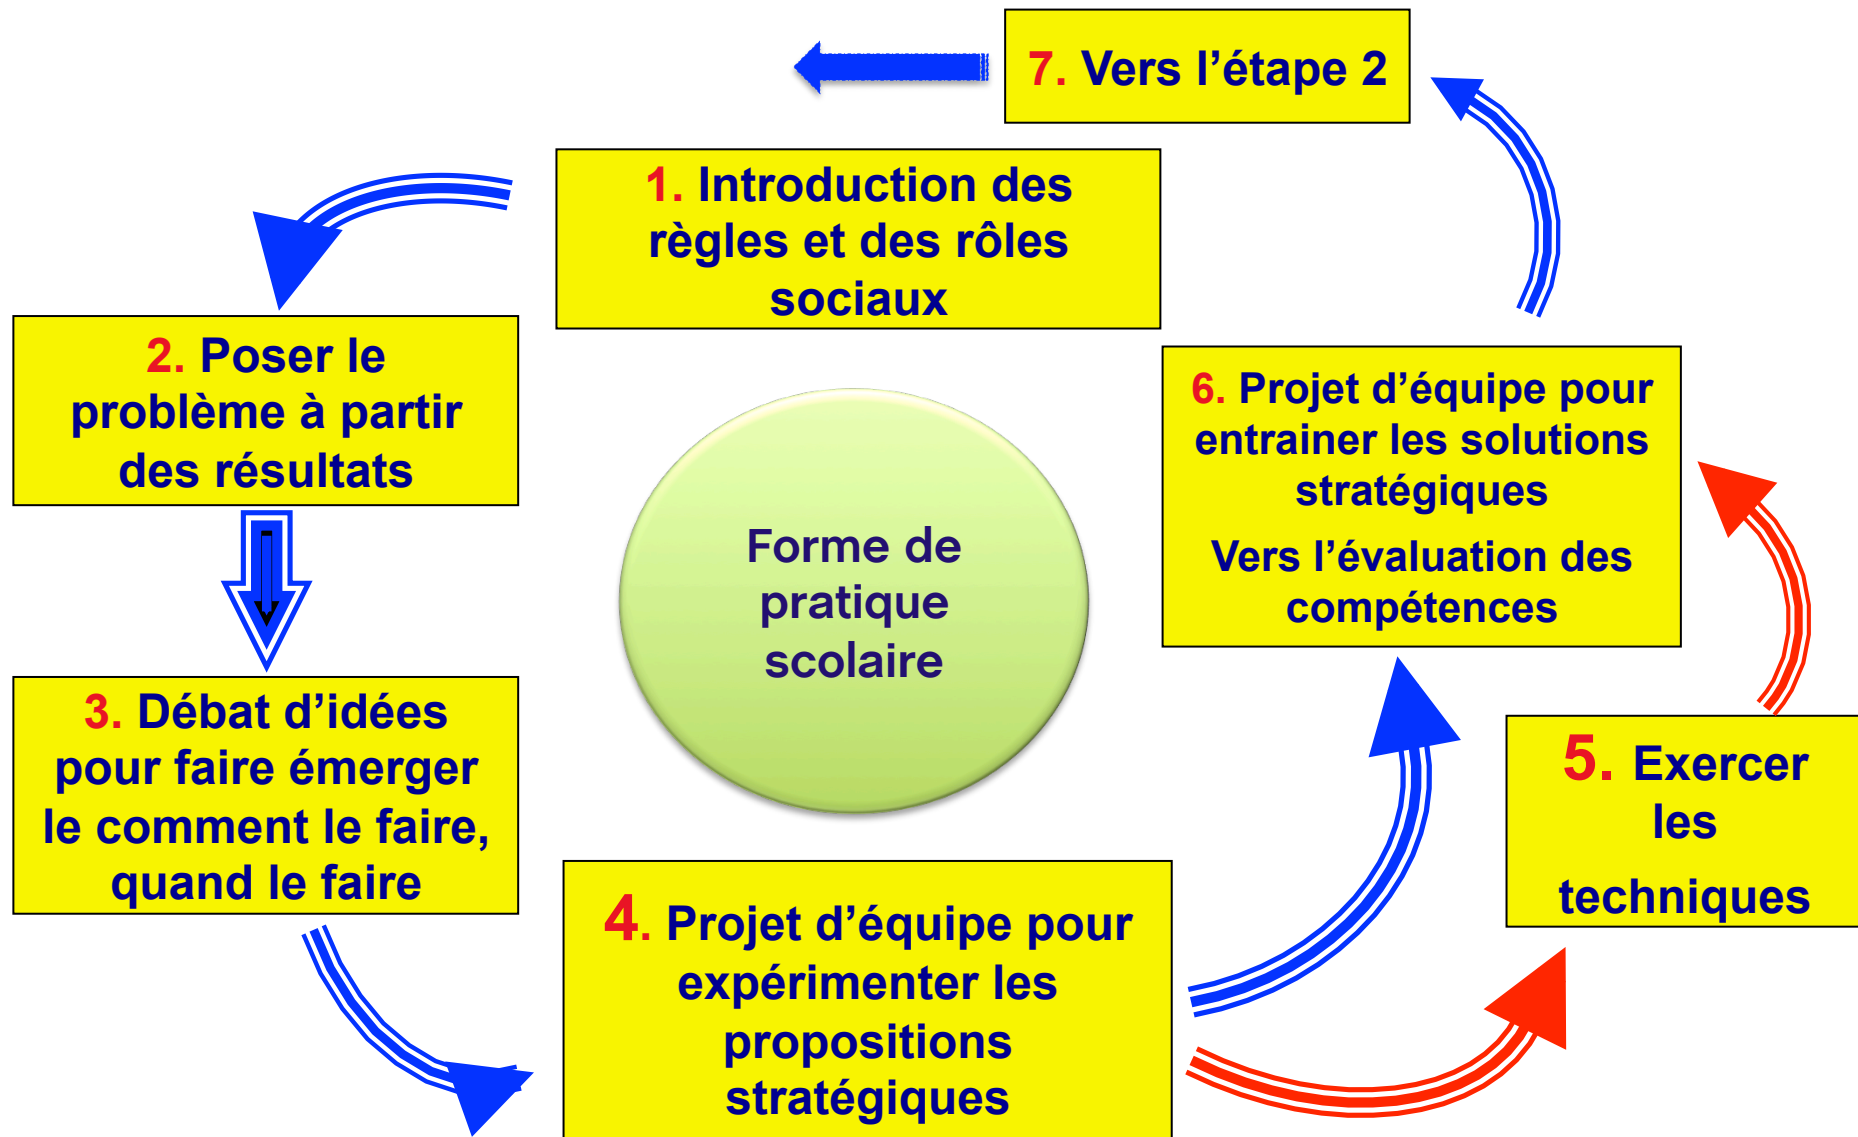 7. Vers l’étape 2
1. Introduction des
règles et des rôles
sociaux
2. Poser le
problème à partir
des résultats
3. Débat d’idées
pour faire émerger
le comment le faire,
quand le faire
4. Projet d’équipe pour
expérimenter les
propositions
stratégiques
5. Exercer
les
techniques
6. Projet d’équipe pour
entrainer les solutions
stratégiques
Vers l’évaluation des
compétences
Forme de
pratique
scolaire